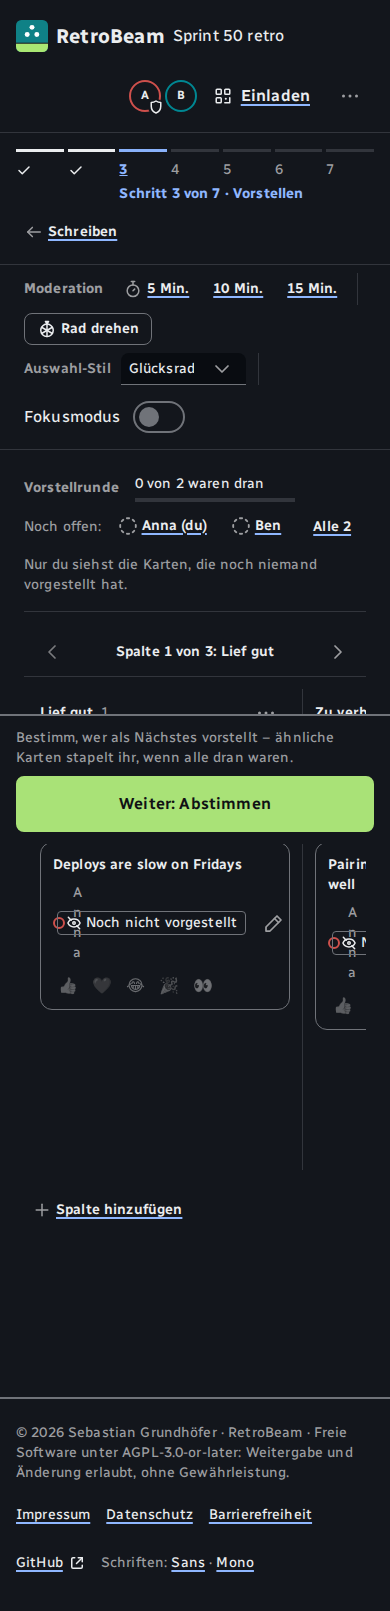 RetroBeam Sprint 50 retro
A B Einladen
3 4 5 6 7
Schritt 3 von 7 · Vorstellen
Schreiben
Moderation 5 Min. 10 Min. 15 Min.
Rad drehen
Auswahl-Stil Glücksrad
Fokusmodus
Vorstellrunde 0 von 2 waren dran
Noch offen: Anna (du) Ben Alle 2
Nur du siehst die Karten, die noch niemand
vorgestellt hat.
Spalte 1 von 3: Lief gut
Lief gut 1
Bestimm, wer als Nächstes vorstellt – ähnliche
Karten stapelt ihr, wenn alle dran waren.
Weiter: Abstimmen
Deploys are slow on Fridays
well
Anna
Noch nicht vorgestellt
Anna
Spalte hinzufügen
© 2026 Sebastian Grundhöfer · RetroBeam · Freie
Software unter AGPL-3.0-or-later: Weitergabe und
Änderung erlaubt, ohne Gewährleistung.
Impressum Datenschutz Barrierefreiheit
GitHub Schriften: Sans · Mono